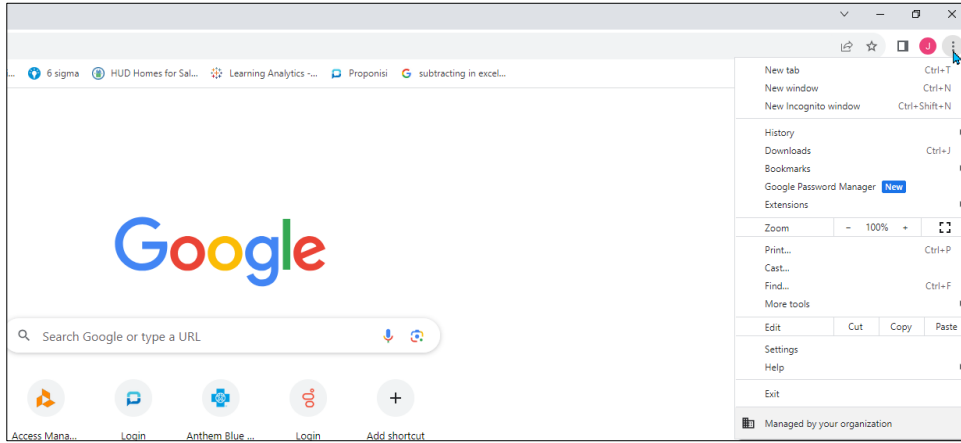 ... 6 sigma HUD Homes for Sal... Learning Analytics -... Proponisi G subtracting in excel...
J
New tab Ctrl+T
New window Ctrl+N
New Incognito window Ctrl+Shift+N
History
Downloads Ctrl+J
Bookmarks
Google Password Manager New
Extensions
Zoom - 100% +
Print... Ctrl+P
Cast...
Find... Ctrl+F
More tools
Edit Cut Copy Paste
Settings
Help
Exit
Managed by your organization
Google
Search Google or type a URL
Access Mana... Login Anthem Blue ... Login Add shortcut